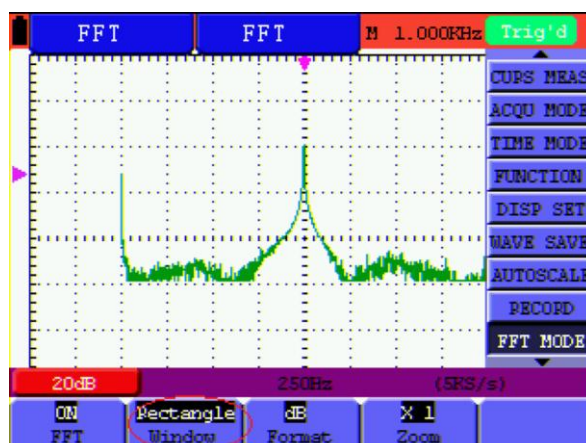 FFT
FFT
M 1.000KHz
Trig'd
CURS MEAS
ACQU MODE
TIME MODE
FUNCTION
DISP SET
WAVE SAVE
AUTOSCALE
RECORD
FFT MODE
20dB
250Hz
(5KS/s)
ON
FFT
Rectangle
Window
dB
Format
X 1
Zoom